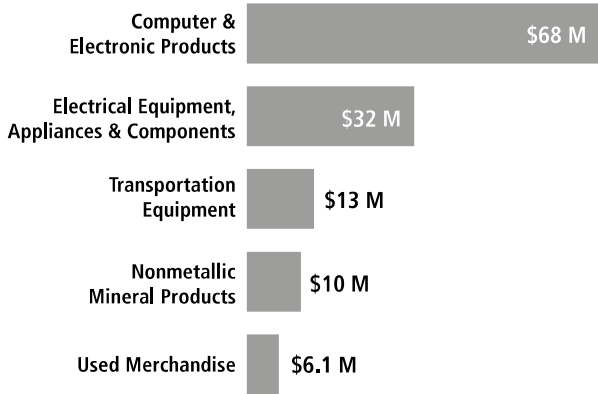 Computer &
Electronic Products
$68 M
Electrical Equipment,
Appliances & Components
$32 M
Transportation
Equipment
$13 M
Nonmetallic
Mineral Products
$10 M
Used Merchandise
$6.1 M